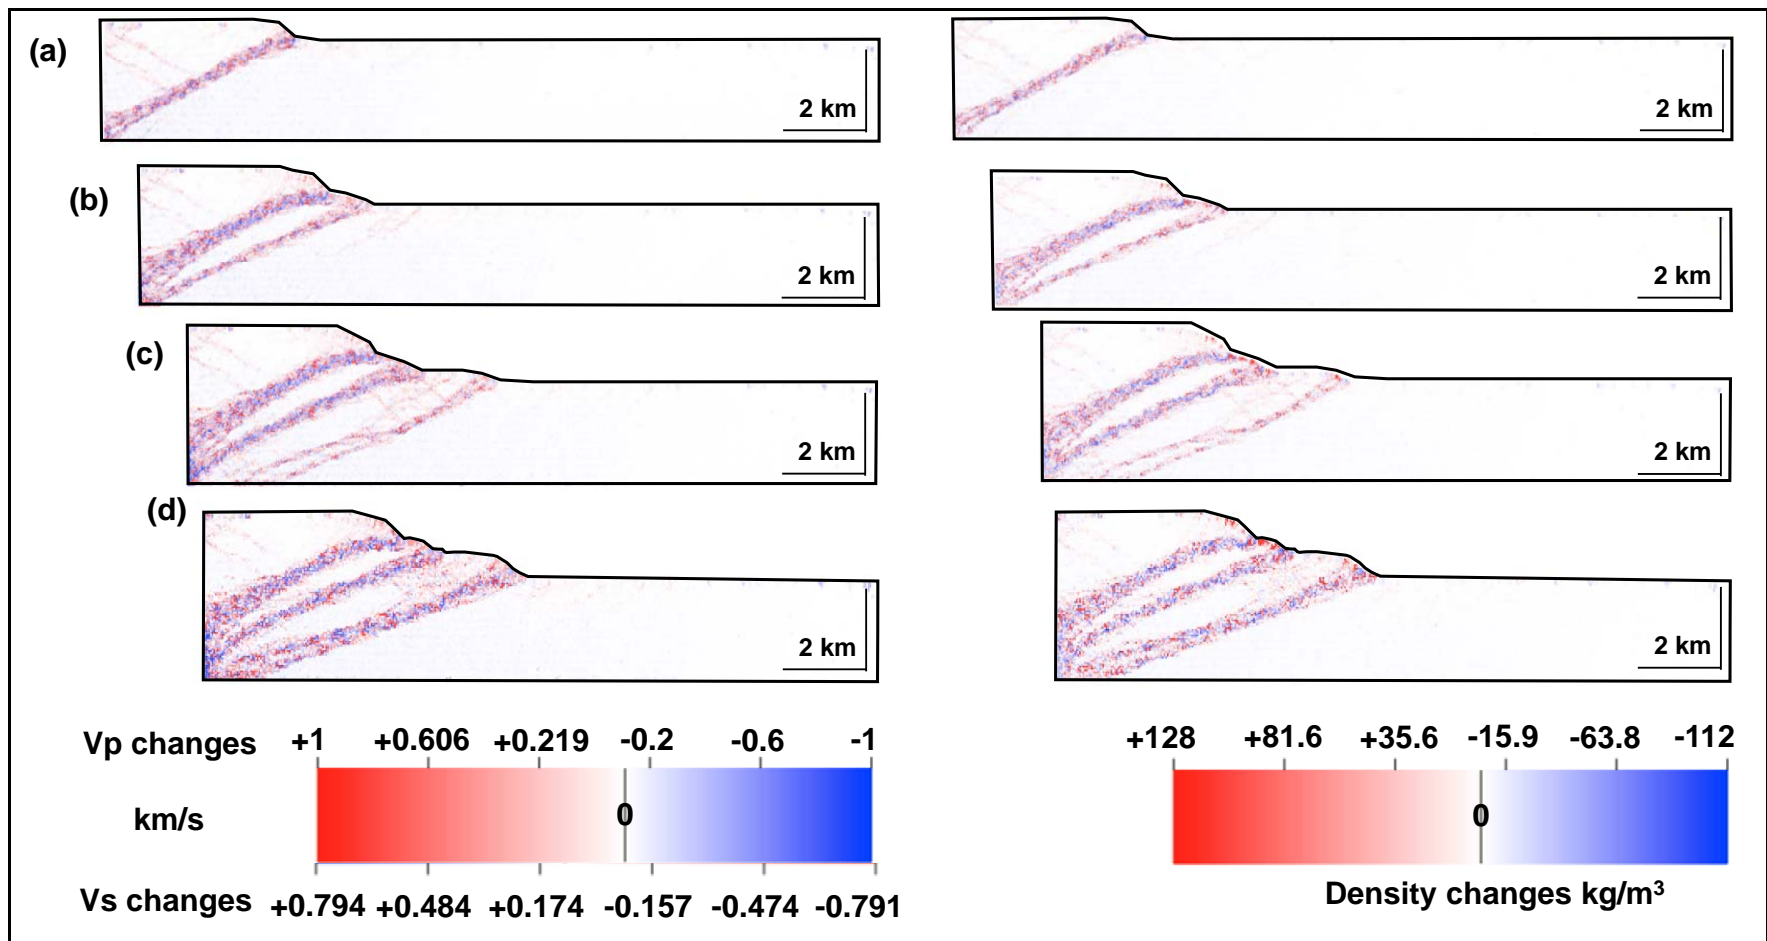 (a)
2 km
2 km
(b)
2 km
2 km
(c)
2 km
2 km
(d)
2 km
2 km
Vp changes +1 +0.606 +0.219 -0.2 -0.6 -1
+128 +81.6 +35.6 -15.9 -63.8 -112
km/s
0
0
Vs changes +0.794 +0.484 +0.174 -0.157 -0.474 -0.791
Density changes kg/m³